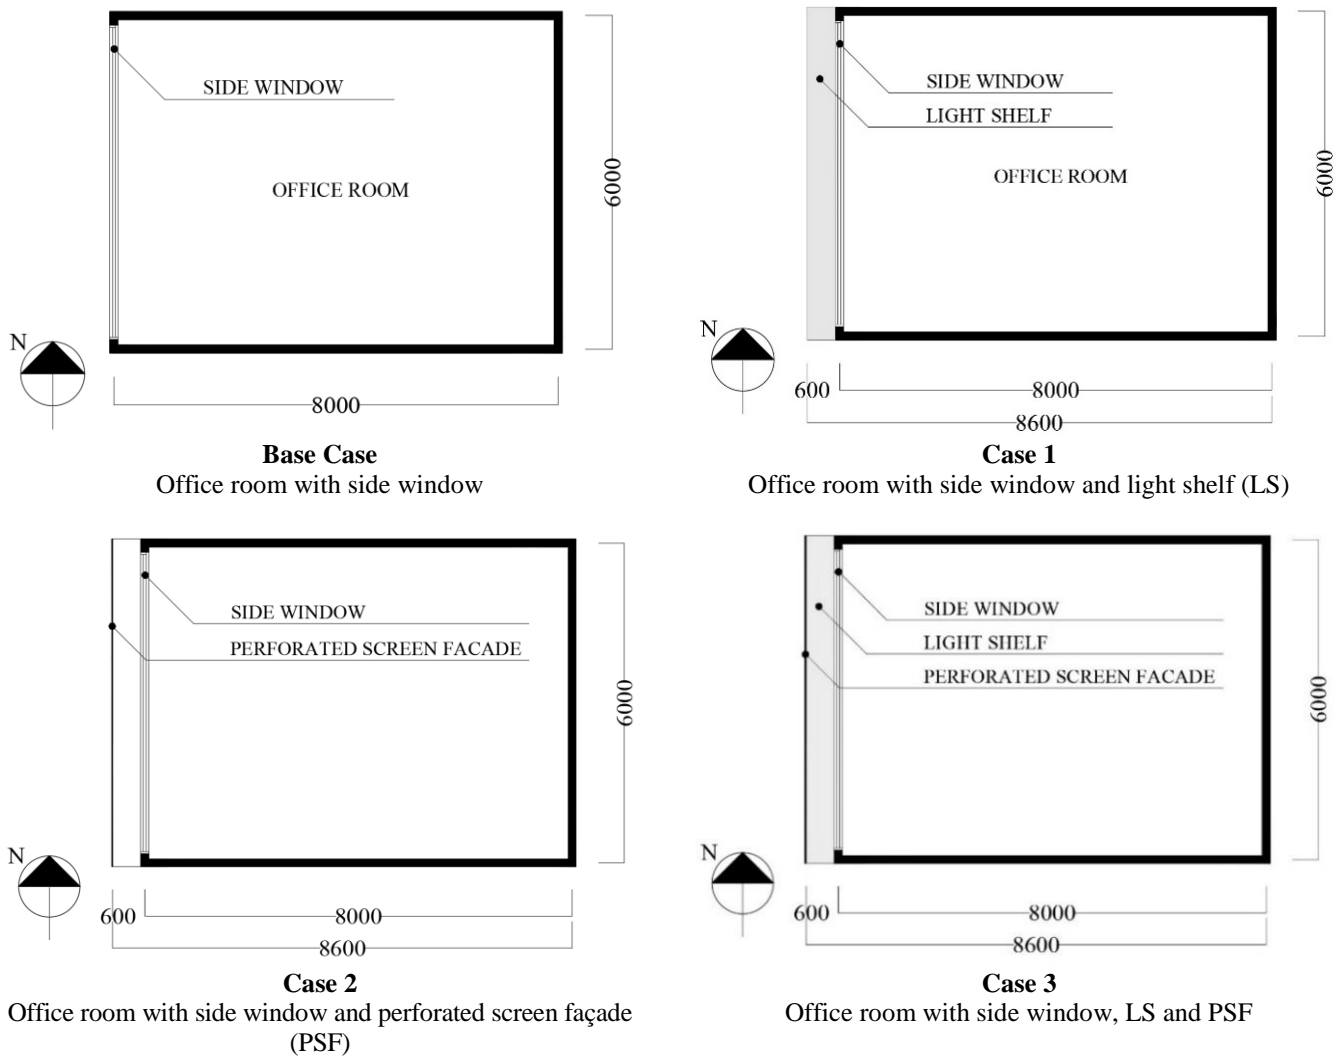 SIDE WINDOW
OFFICE ROOM
6000
N
8000
Base Case
Office room with side window
SIDE WINDOW
LIGHT SHELF
OFFICE ROOM
6000
N
600
8000
8600
Case 1
Office room with side window and light shelf (LS)
SIDE WINDOW
PERFORATED SCREEN FACADE
6000
N
600
8000
8600
Case 2
Office room with side window and perforated screen façade
(PSF)
SIDE WINDOW
LIGHT SHELF
PERFORATED SCREEN FACADE
6000
N
600
8000
8600
Case 3
Office room with side window, LS and PSF